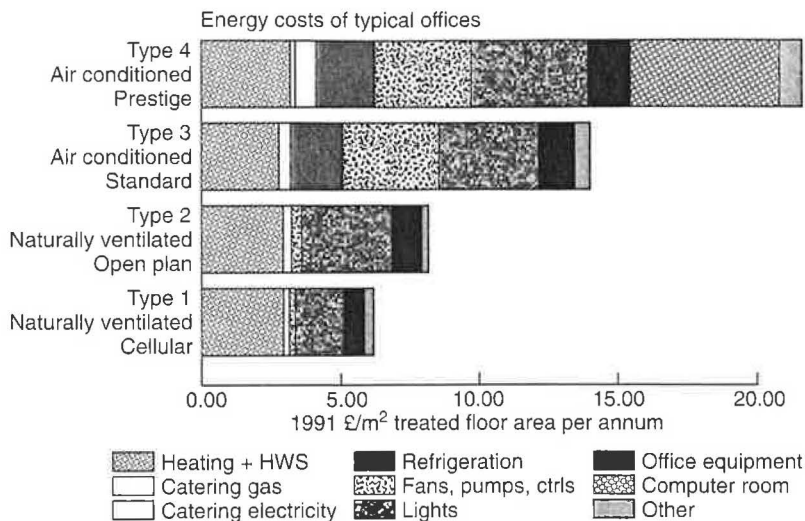 Energy costs of typical offices
Type 4
Air conditioned
Prestige
Type 3
Air conditioned
Standard
Type 2
Naturally ventilated
Open plan
Type 1
Naturally ventilated
Cellular
0.00 5.00 10.00 15.00 20.00
1991 £/m² treated floor area per annum
Heating + HWS Refrigeration Office equipment
Catering gas Fans, pumps, ctrls Computer room
Catering electricity Lights Other